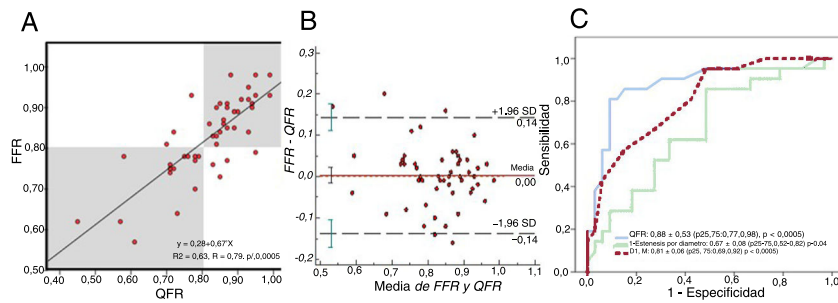 A
B
C
1,00
0,90
0,80
0,70
0,60
0,50
FFR
0,40
0,50
0,60
0,70
0,80
0,90
1,0
QFR
y = 0,28+0,67*X
R2 = 0,63, R = 0,79. p/,0,0005
0,3
0,2
0,1
0,0
-0,1
-0,2
FFR - QFR
+1,96 SD
0,14
Media
0,00
−1,96 SD
−0,14
0,5
0,6
0,7
0,8
0,9
1,0
1,1
Media de FFR y QFR
1,0
0,8
0,6
0,4
0,2
0,0
Sensibilidad
QFR: 0,88 ± 0,53 (p25,75:0,77,0,98), p < 0,0005)
1-Estenesis por diametro: 0.67 ± 0,08 (p25-75,0,52-0,82) p-0.04
D1, M: 0.81 ± 0.06 (p25, 75:0.69,0,92) p < 0.0005)
0,0
0,2
0,4
0,6
0,8
1,0
1 - Especificidad